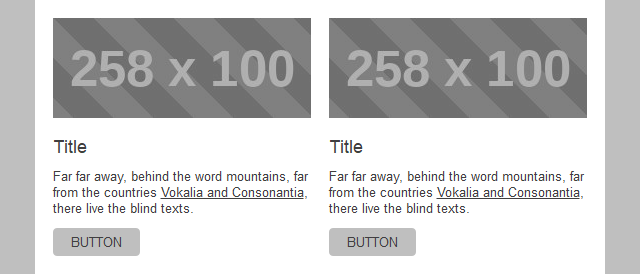 258 x 100
Title
Far far away, behind the word mountains, far
from the countries Vokalia and Consonantia,
there live the blind texts.
BUTTON
258 x 100
Title
Far far away, behind the word mountains, far
from the countries Vokalia and Consonantia,
there live the blind texts.
BUTTON